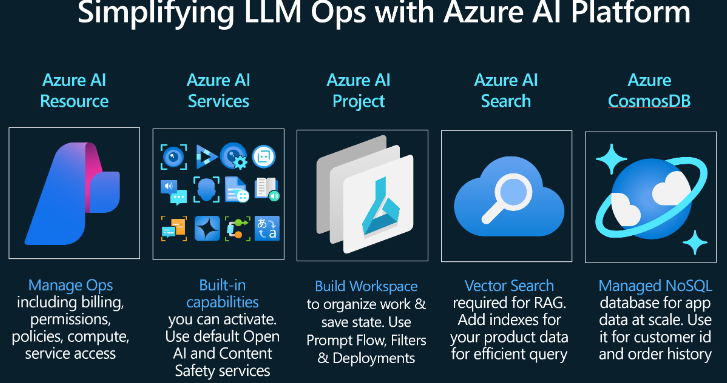 Simplifying LLM Ops with Azure AI Platform
Azure AI
Resource
Azure AI
Services
Azure AI
Project
Azure AI
Search
Azure
CosmosDB
Manage Ops
including billing,
permissions,
policies, compute,
service access
Built-in
capabilities
you can activate.
Use default Open
AI and Content
Safety services
Build Workspace
to organize work &
save state. Use
Prompt Flow, Filters
& Deployments
Vector Search
required for RAG.
Add indexes for
your product data
for efficient query
Managed NoSQL
database for app
data at scale. Use
it for customer id
and order history